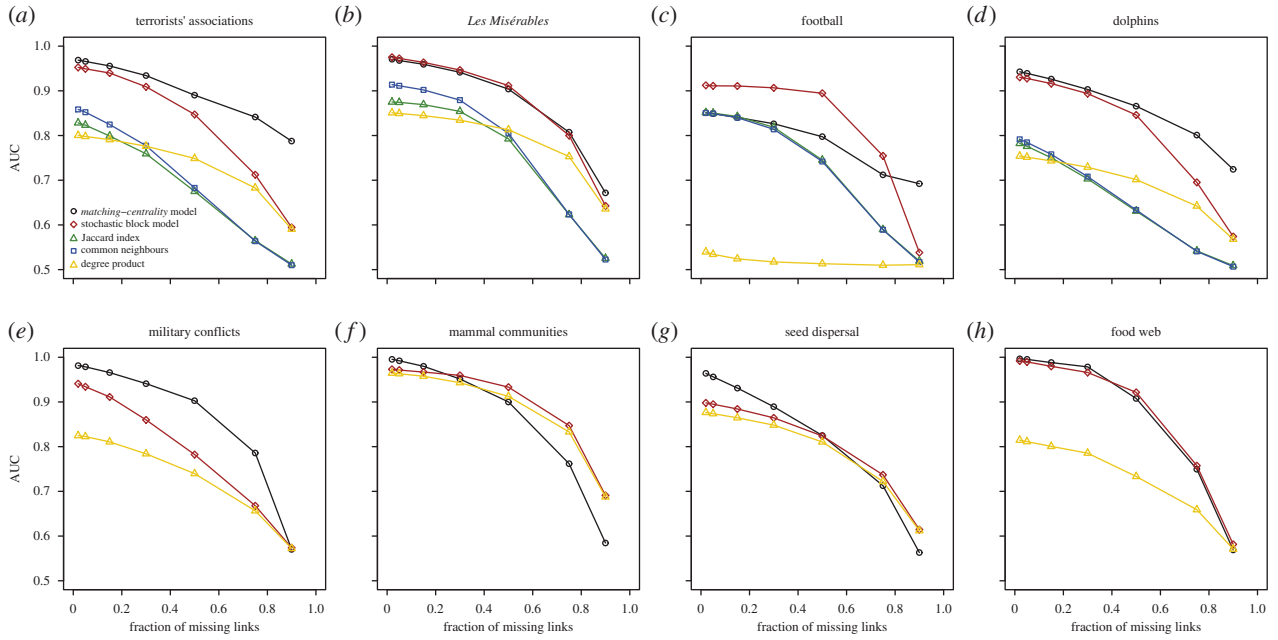 (a) terrorists' associations
(b) Les Misérables
(c) football
(d) dolphins
1.0
0.9
0.8
0.7
0.6
0.5
AUC
matching–centrality model
stochastic block model
Jaccard index
common neighbours
degree product
(e) military conflicts
(f) mammal communities
(g) seed dispersal
(h) food web
1.0
0.9
0.8
0.7
0.6
0.5
AUC
0 0.2 0.4 0.6 0.8 1.0
0 0.2 0.4 0.6 0.8 1.0
0 0.2 0.4 0.6 0.8 1.0
0 0.2 0.4 0.6 0.8 1.0
fraction of missing links
fraction of missing links
fraction of missing links
fraction of missing links